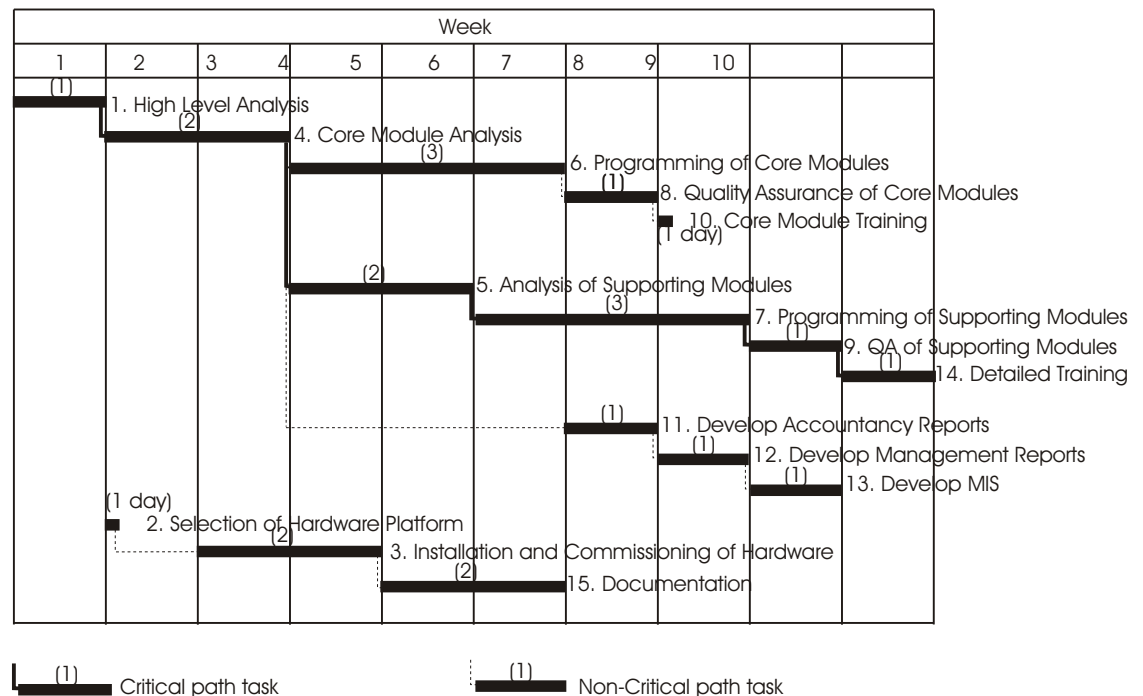 Week
1 2 3 4 5 6 7 8 9 10
(1)
1. High Level Analysis
(2)
4. Core Module Analysis
(3)
6. Programming of Core Modules
(1)
8. Quality Assurance of Core Modules
10. Core Module Training
(1 day)
(2)
5. Analysis of Supporting Modules
(3)
7. Programming of Supporting Modules
(1)
9. QA of Supporting Modules
(1)
14. Detailed Training
(1)
11. Develop Accountancy Reports
(1)
12. Develop Management Reports
(1)
13. Develop MIS
(1 day)
2. Selection of Hardware Platform
(2)
3. Installation and Commissioning of Hardware
(2)
15. Documentation
(1)
Critical path task
(1)
Non-Critical path task